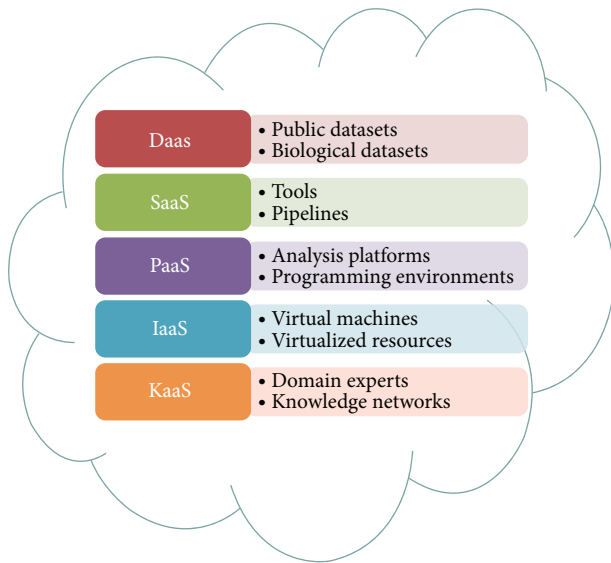 Daas
• Public datasets
• Biological datasets
SaaS
• Tools
• Pipelines
PaaS
• Analysis platforms
• Programming environments
IaaS
• Virtual machines
• Virtualized resources
KaaS
• Domain experts
• Knowledge networks